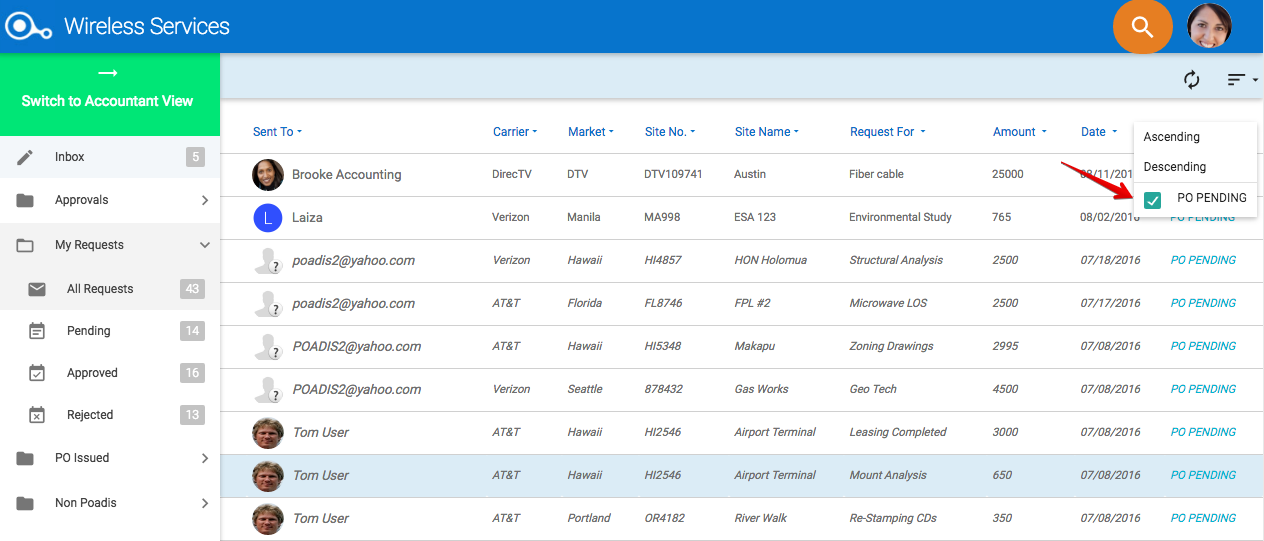 Wireless Services
Switch to Accountant View
Inbox 5
Approvals
My Requests
All Requests 43
Pending 14
Approved 16
Rejected 13
PO Issued
Non Poadis
Sent To Carrier Market Site No. Site Name Request For Amount Date
Ascending
Descending
PO PENDING
Brooke Accounting DirecTV DTV DTV109741 Austin Fiber cable 25000
L Laiza Verizon Manila MA998 ESA 123 Environmental Study 765 08/02/2016 PO PENDING
poadis2@yahoo.com Verizon Hawaii HI4857 HON Holomua Structural Analysis 2500 07/18/2016 PO PENDING
poadis2@yahoo.com AT&T Florida FL8746 FPL #2 Microwave LOS 2500 07/17/2016 PO PENDING
POADIS2@yahoo.com AT&T Hawaii HI5348 Makapu Zoning Drawings 2995 07/08/2016 PO PENDING
POADIS2@yahoo.com Verizon Seattle 878432 Gas Works Geo Tech 4500 07/08/2016 PO PENDING
Tom User AT&T Hawaii HI2546 Airport Terminal Leasing Completed 3000 07/08/2016 PO PENDING
Tom User AT&T Hawaii HI2546 Airport Terminal Mount Analysis 650 07/08/2016 PO PENDING
Tom User AT&T Portland OR4182 River Walk Re-Stamping CDs 350 07/08/2016 PO PENDING